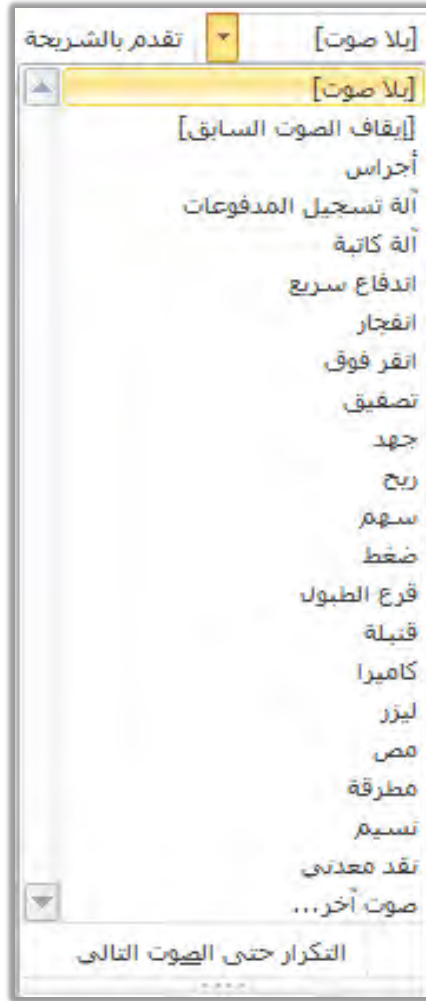 [بلا صوت] تقدم بالشريحة
[بلا صوت]
[إيقاف الصوت السابق]
أجراس
آلة تسجيل المدفوعات
آلة كاتبة
اندفاع سريع
انفجار
انقر فوق
تصفيق
جهد
ريح
سهم
ضغط
قرع الطبول
قنبلة
كاميرا
ليزر
مص
مطرقة
نسيم
نقد معدني
صوت آخر...
التكرار حتى الصوت التالي